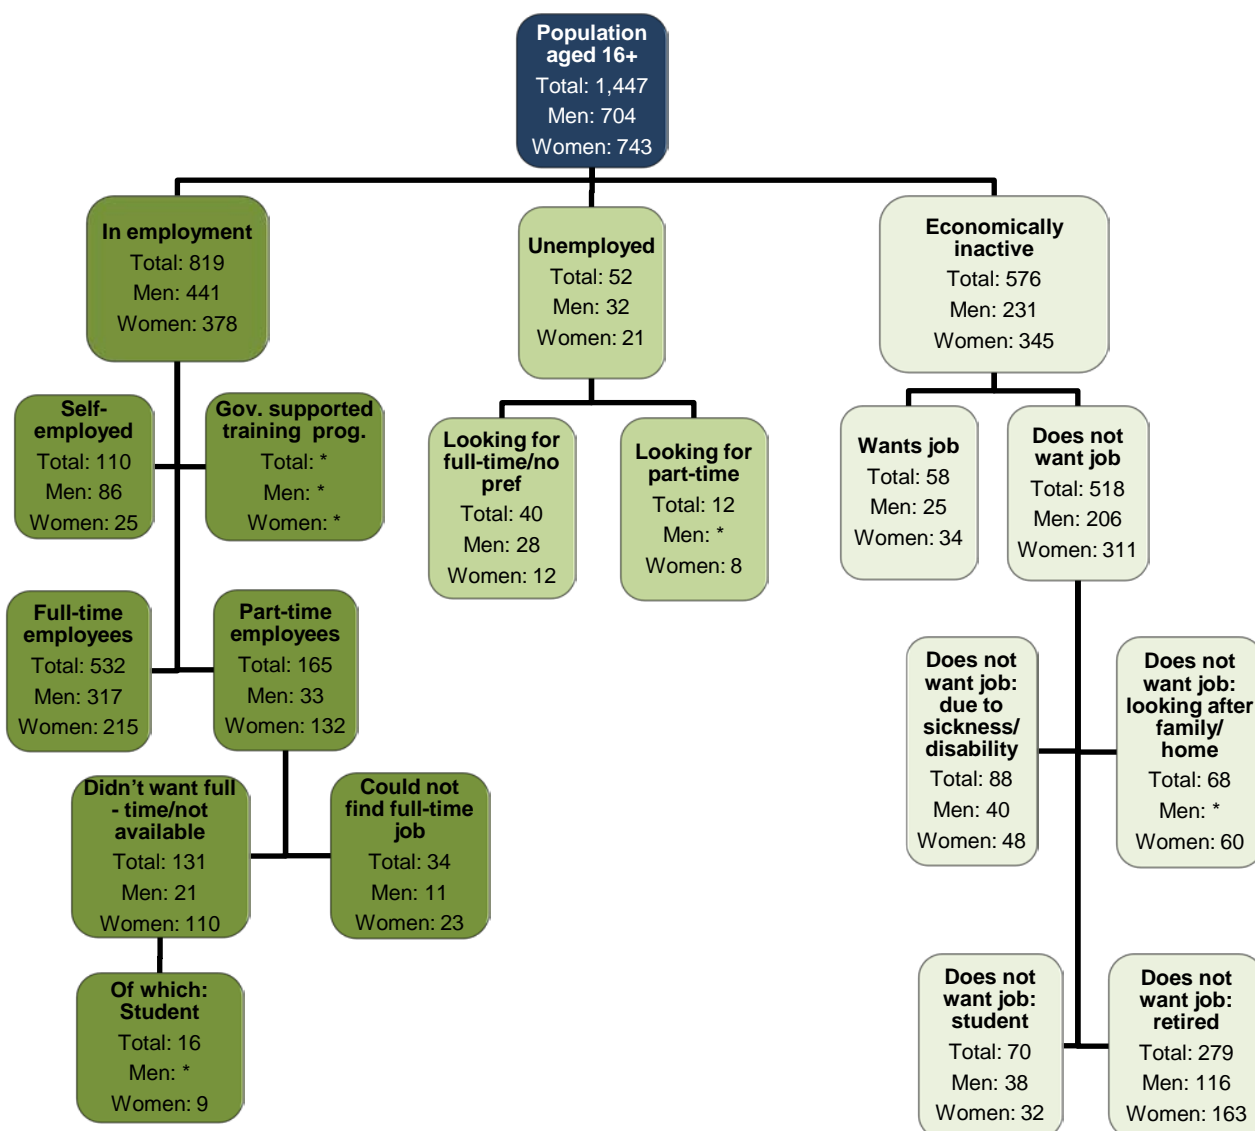 Population
aged 16+
Total: 1,447
Men: 704
Women: 743
In employment
Total: 819
Men: 441
Women: 378
Unemployed
Total: 52
Men: 32
Women: 21
Economically
inactive
Total: 576
Men: 231
Women: 345
Self-
employed
Total: 110
Men: 86
Women: 25
Gov. supported
training prog.
Total: *
Men: *
Women: *
Looking for
full-time/no
pref
Total: 40
Men: 28
Women: 12
Looking for
part-time
Total: 12
Men: *
Women: 8
Wants job
Total: 58
Men: 25
Women: 34
Does not
want job
Total: 518
Men: 206
Women: 311
Full-time
employees
Total: 532
Men: 317
Women: 215
Part-time
employees
Total: 165
Men: 33
Women: 132
Does not
want job:
due to
sickness/
disability
Total: 88
Men: 40
Women: 48
Does not
want job:
looking after
family/
home
Total: 68
Men: *
Women: 60
Didn’t want full
- time/not
available
Total: 131
Men: 21
Women: 110
Could not
find full-time
job
Total: 34
Men: 11
Women: 23
Of which:
Student
Total: 16
Men: *
Women: 9
Does not
want job:
student
Total: 70
Men: 38
Women: 32
Does not
want job:
retired
Total: 279
Men: 116
Women: 163